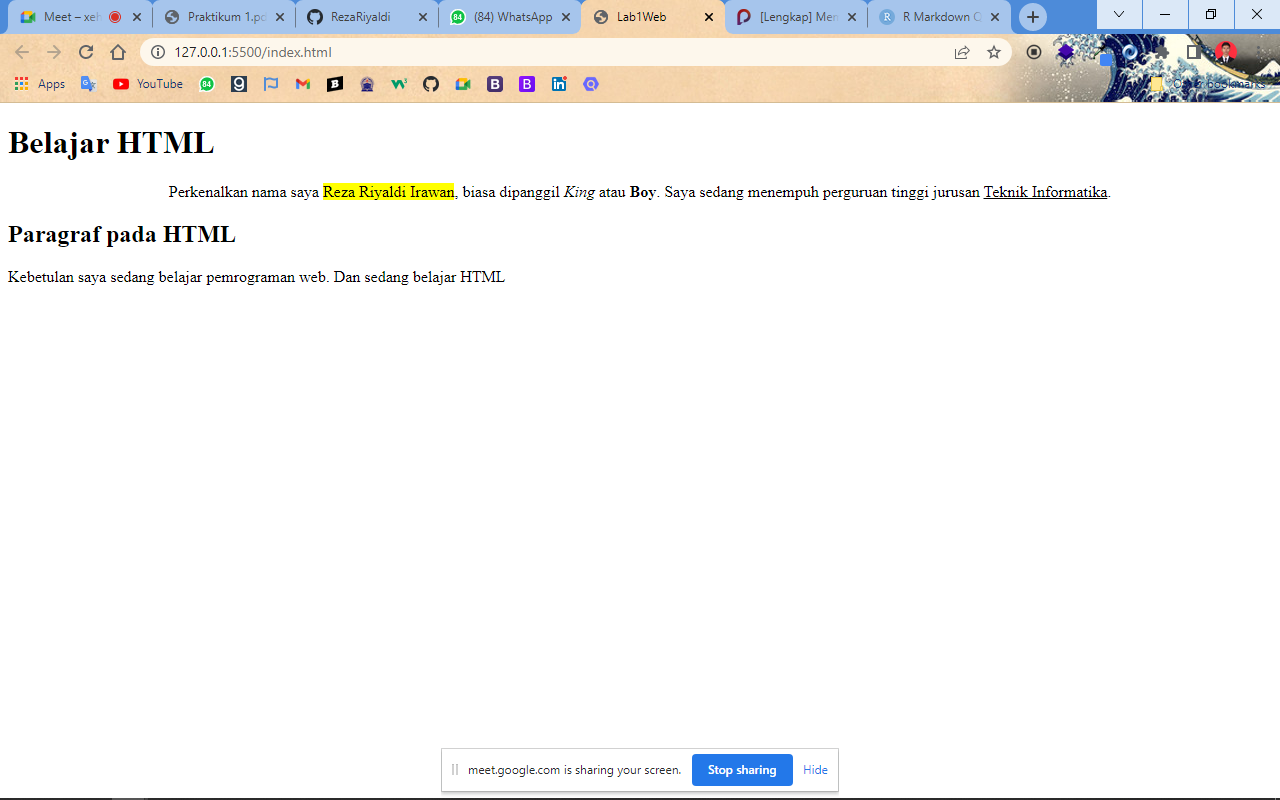 Meet – xeh
Praktikum 1.pd
RezaRiyaldi
(84) WhatsApp
Lab1Web
[Lengkap] Men
R Markdown C
127.0.0.1:5500/index.html
Apps
YouTube
bookmarks
Belajar HTML
Perkenalkan nama saya Reza Riyaldi Irawan, biasa dipanggil King atau Boy. Saya sedang menempuh perguruan tinggi jurusan Teknik Informatika.
Paragraf pada HTML
Kebetulan saya sedang belajar pemrograman web. Dan sedang belajar HTML
meet.google.com is sharing your screen.
Stop sharing
Hide